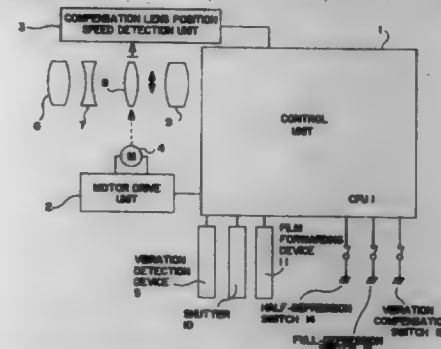 COMPENSATION LENS POSITION
SPEED DETECTION UNIT
3
1
6
7
8
9
CONTROL
UNIT
4
M
MOTOR DRIVE
UNIT
2
CPU 1
VIBRATION
DETECTION
DEVICE
5
SHUTTER
10
FILM
FORWARDING
DEVICE
11
HALF-DEPRESSION
SWITCH 14
FULL-DEPRESSION
VIBRATION
COMPENSATION
SWITCH